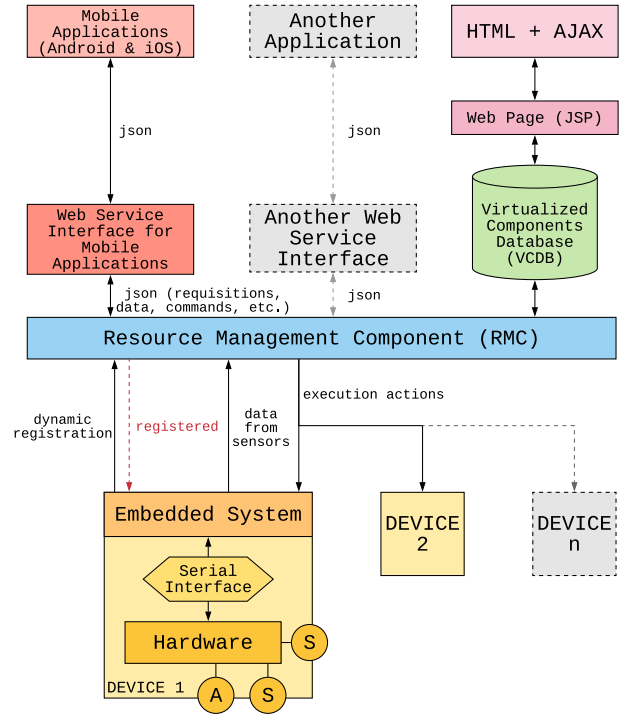 Mobile
Applications
(Android & iOS)
Another
Application
HTML + AJAX
json
json
Web Page (JSP)
Web Service
Interface for
Mobile
Applications
Another Web
Service
Interface
Virtualized
Components
Database
(VCDB)
json (requisitions,
data, commands, etc.)
json
Resource Management Component (RMC)
dynamic
registration
registered
data
from
sensors
execution actions
Embedded System
DEVICE
2
DEVICE
n
Serial
Interface
Hardware
S
DEVICE 1
A
S